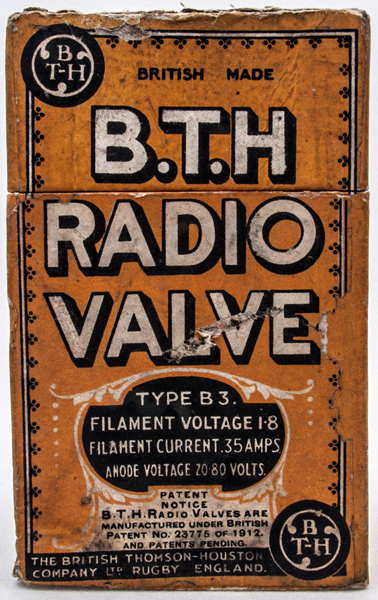 B
T-H
BRITISH MADE
B.T.H
RADIO
VALVE
TYPE B3.
FILAMENT VOLTAGE 1·8
FILAMENT CURRENT .35 AMPS
ANODE VOLTAGE 20-80 VOLTS.
PATENT
NOTICE
B.T.H. RADIO VALVES ARE
MANUFACTURED UNDER BRITISH
PATENT No. 23775 OF 1912.
AND PATENTS PENDING.
B
T-H
THE BRITISH THOMSON-HOUSTON
COMPANY LTD RUGBY ENGLAND.